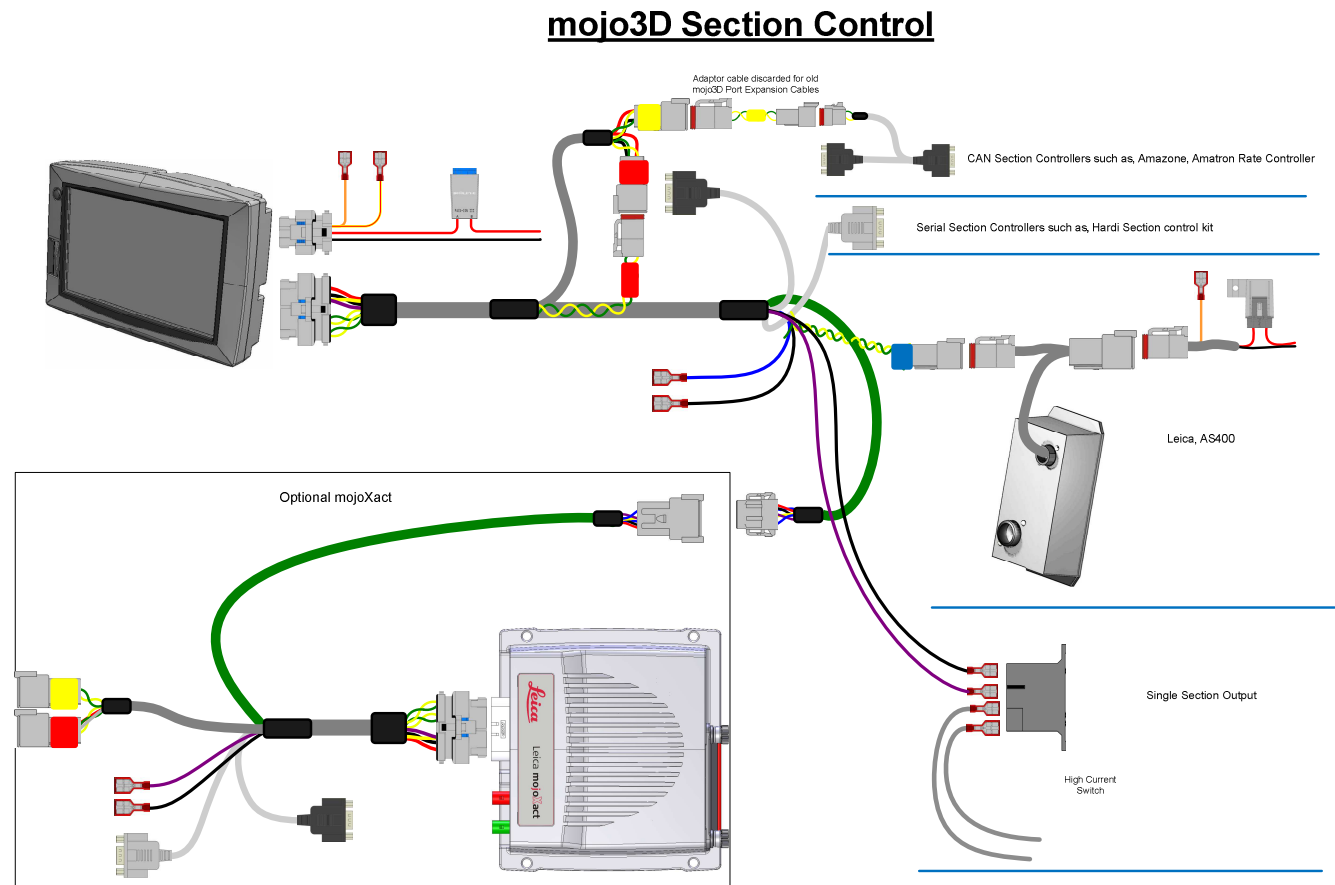 mojo3D Section Control
Adaptor cable discarded for old
mojo3D Port Expansion Cables
CAN Section Controllers such as, Amazone, Amatron Rate Controller
Serial Section Controllers such as, Hardi Section control kit
Leica, AS400
Optional mojoXact
Leica
Leica mojoXact
Single Section Output
High Current
Switch